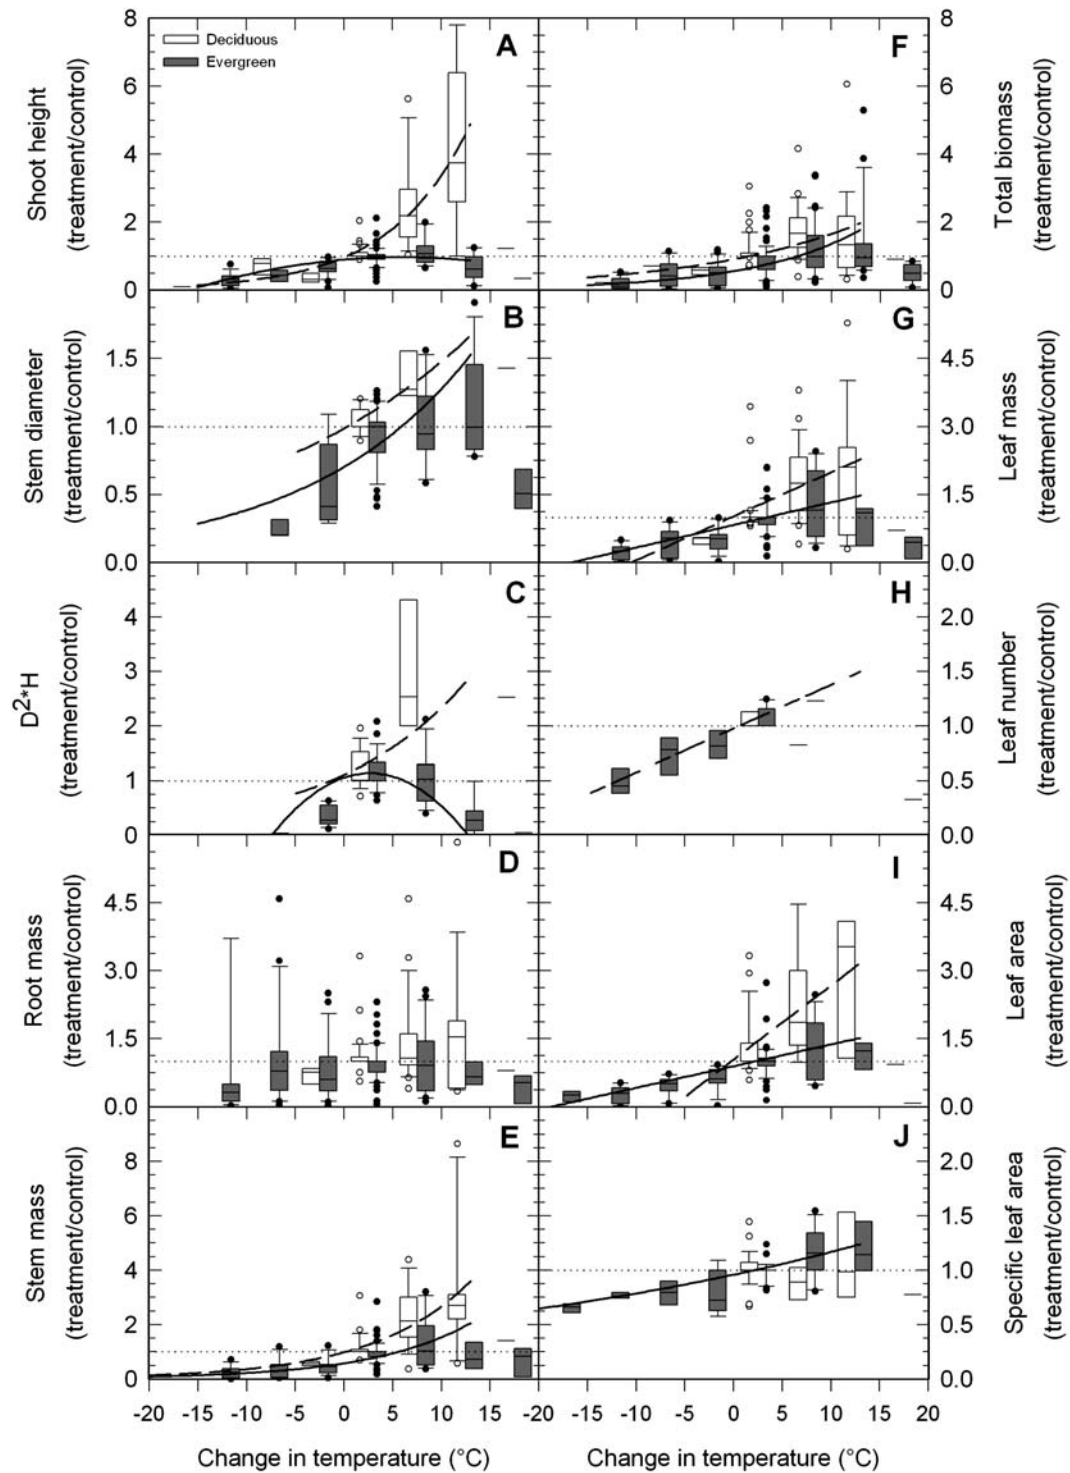 8
6
4
2
0
Shoot height
(treatment/control)
Deciduous
Evergreen
A
F
8
6
4
2
0
Total biomass
(treatment/control)
1.5
1.0
0.5
0.0
Stem diameter
(treatment/control)
B
G
4.5
3.0
1.5
0.0
Leaf mass
(treatment/control)
4
3
2
1
0
D2*H
(treatment/control)
C
H
2.0
1.5
1.0
0.5
0.0
Leaf number
(treatment/control)
4.5
3.0
1.5
0.0
Root mass
(treatment/control)
D
I
4.5
3.0
1.5
0.0
Leaf area
(treatment/control)
8
6
4
2
0
Stem mass
(treatment/control)
E
J
2.0
1.5
1.0
0.5
0.0
Specific leaf area
(treatment/control)
-20 -15 -10 -5 0 5 10 15 -20 -15 -10 -5 0 5 10 15 20
Change in temperature (°C) Change in temperature (°C)